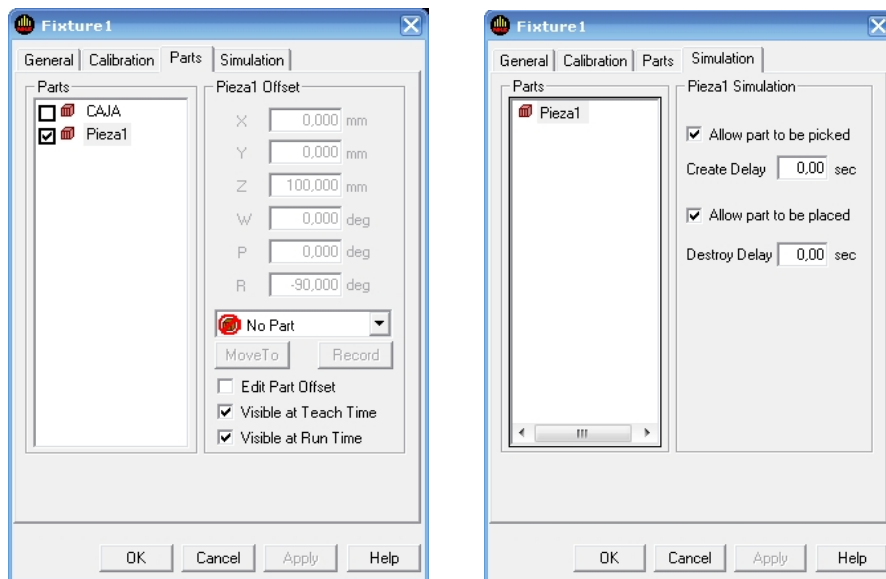 Fixture1
General Calibration Parts Simulation
Parts
CAJA
Pieza1
Pieza1 Offset
X 0,000 mm
Y 0,000 mm
Z 100,000 mm
W 0,000 deg
P 0,000 deg
R -90,000 deg
No Part
MoveTo Record
Edit Part Offset
Visible at Teach Time
Visible at Run Time
OK Cancel Apply Help
Fixture1
General Calibration Parts Simulation
Parts
Pieza1
Pieza1 Simulation
Allow part to be picked
Create Delay 0,00 sec
Allow part to be placed
Destroy Delay 0,00 sec
OK Cancel Apply Help